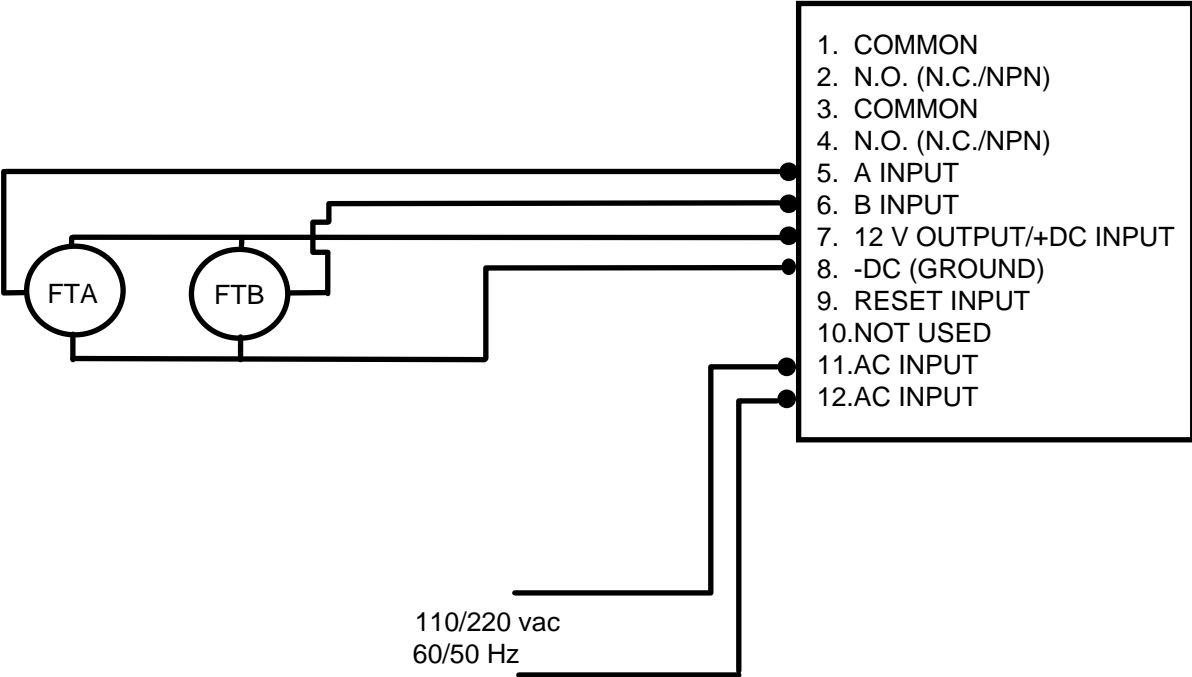 1. COMMON
2. N.O. (N.C./NPN)
3. COMMON
4. N.O. (N.C./NPN)
5. A INPUT
6. B INPUT
7. 12 V OUTPUT/+DC INPUT
8. -DC (GROUND)
9. RESET INPUT
10.NOT USED
11.AC INPUT
12.AC INPUT
FTA
FTB
110/220 vac
60/50 Hz